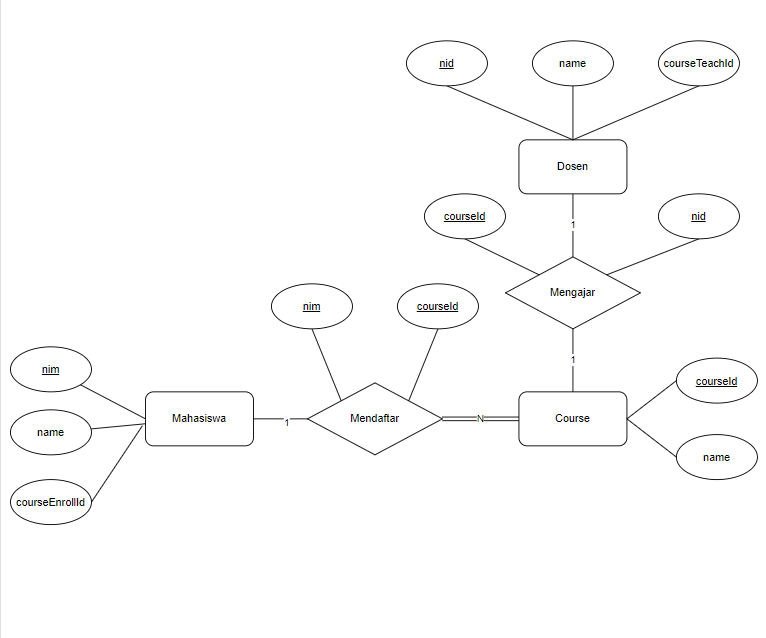 nid
name
courseTeachId
Dosen
courseId
1
nid
Mengajar
nim
courseId
1
nim
courseId
Mahasiswa
1
Mendaftar
N
Course
name
name
courseEnrollId